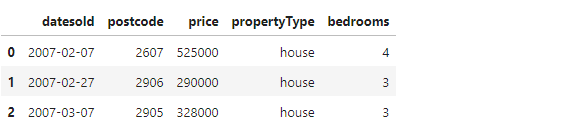 datesold postcode price propertyType bedrooms
0 2007-02-07 2607 525000 house 4
1 2007-02-27 2906 290000 house 3
2 2007-03-07 2905 328000 house 3